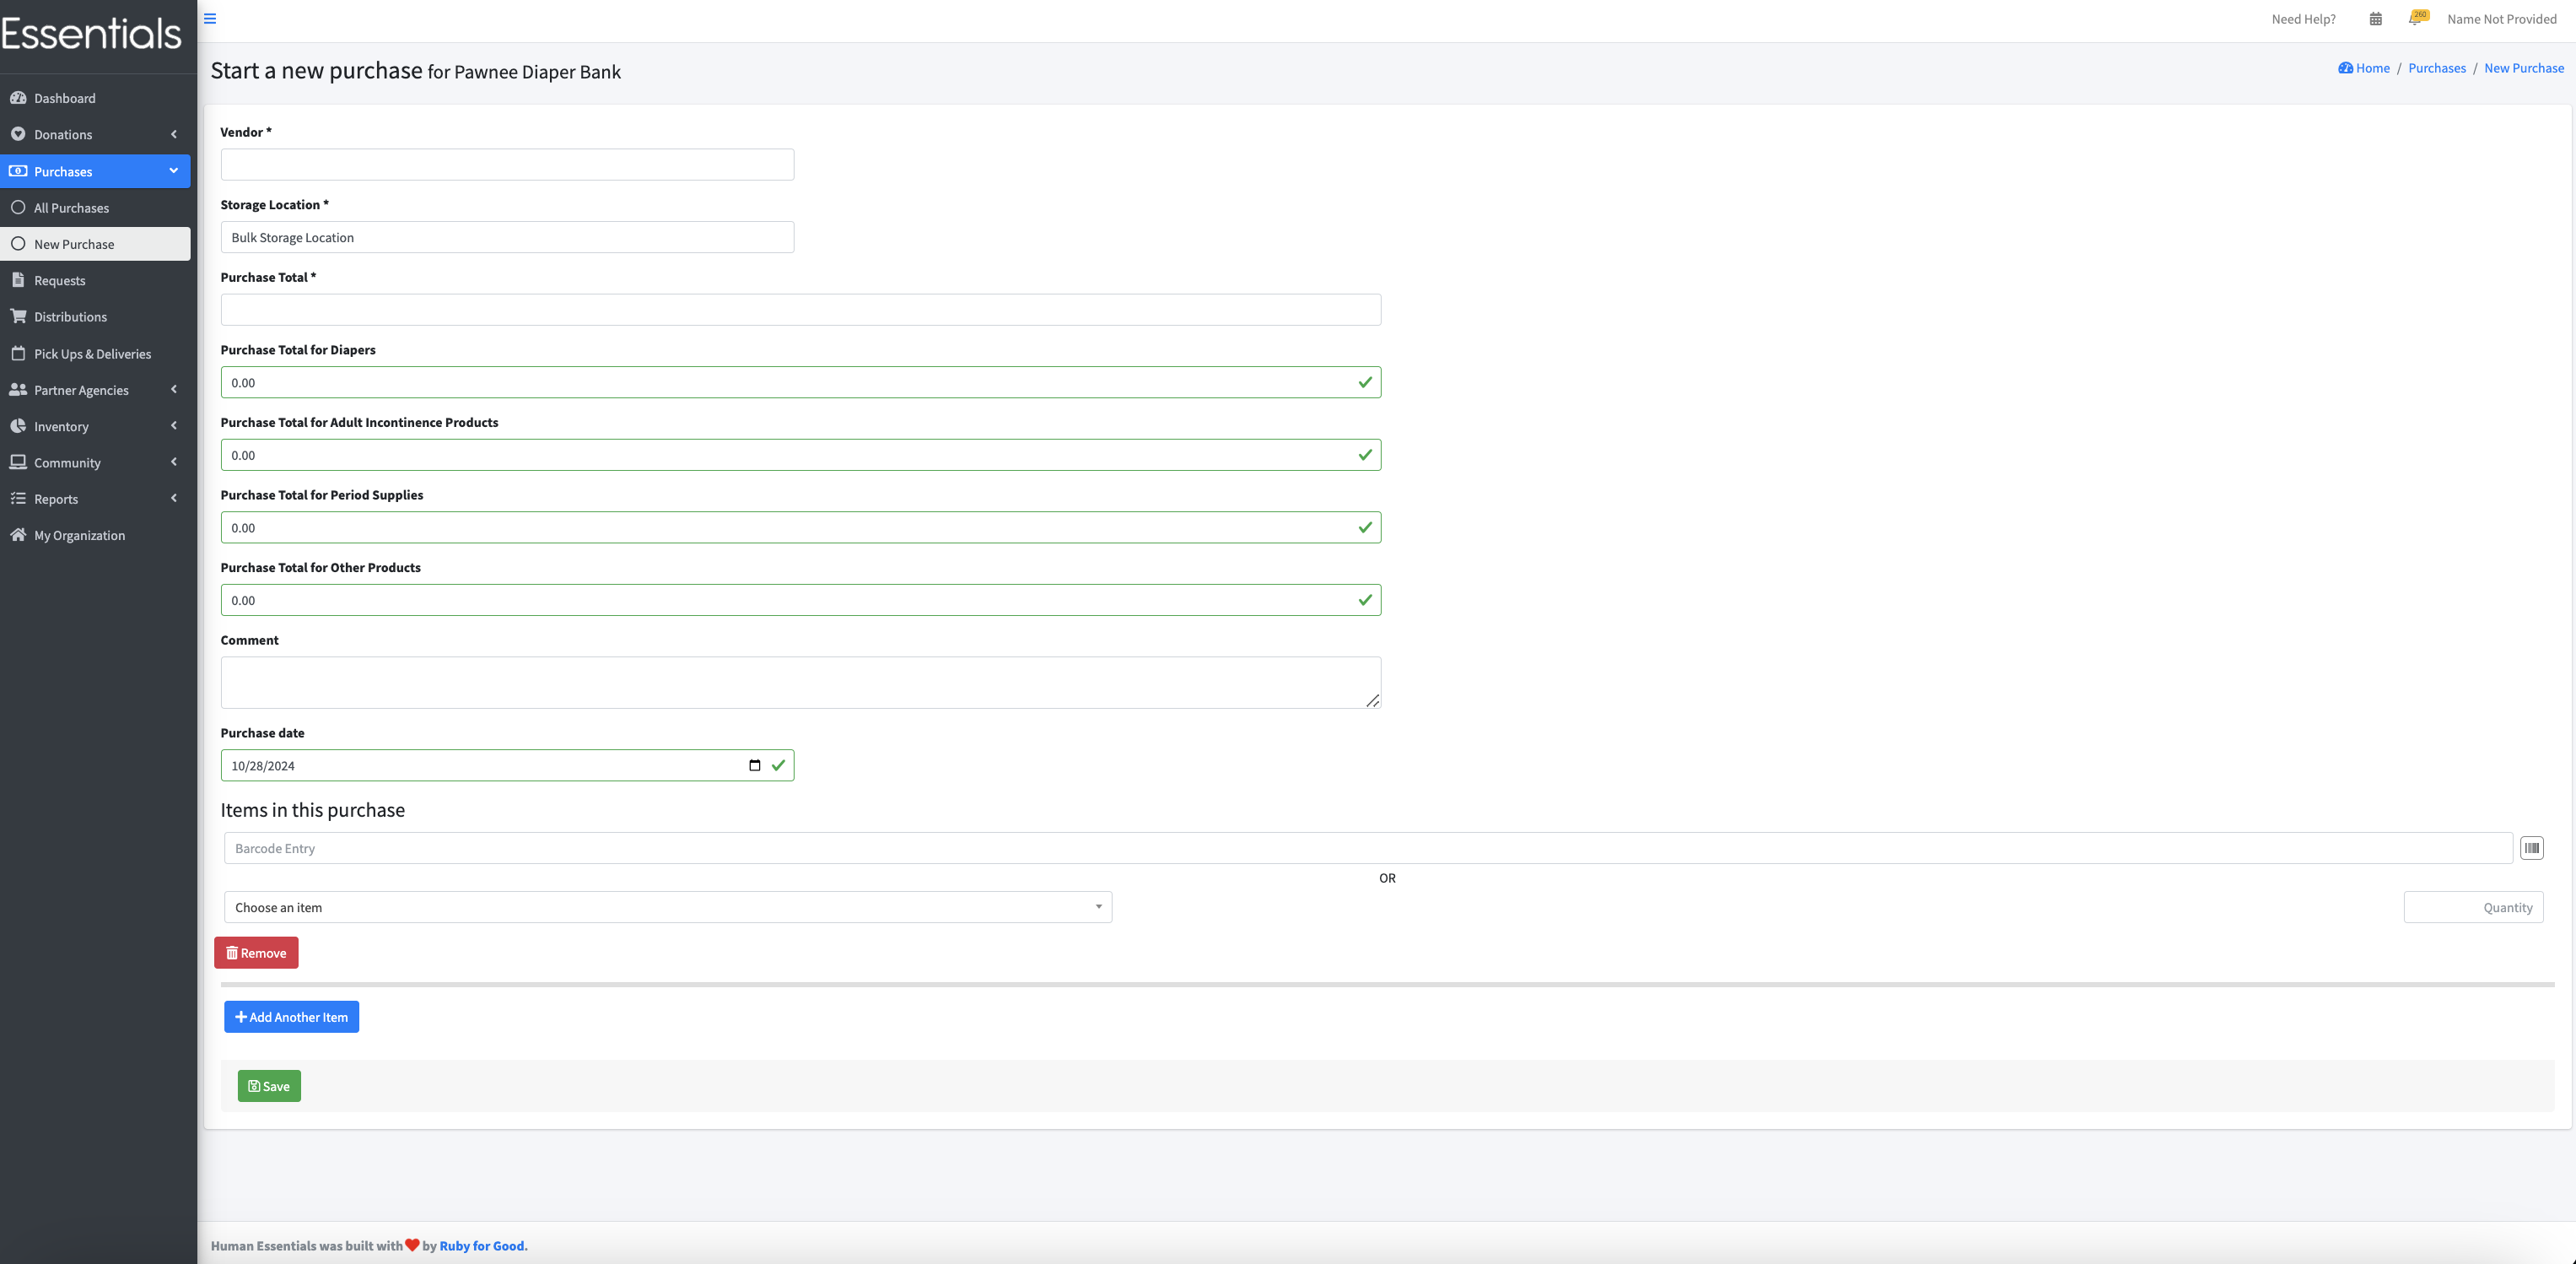 Essentials
Need Help?
260
Name Not Provided
Start a new purchase for Pawnee Diaper Bank
Home / Purchases / New Purchase
Dashboard
Donations
Purchases
All Purchases
New Purchase
Requests
Distributions
Pick Ups & Deliveries
Partner Agencies
Inventory
Community
Reports
My Organization
Vendor *
Storage Location *
Bulk Storage Location
Purchase Total *
Purchase Total for Diapers
0.00
Purchase Total for Adult Incontinence Products
0.00
Purchase Total for Period Supplies
0.00
Purchase Total for Other Products
0.00
Comment
Purchase date
10/28/2024
Items in this purchase
Barcode Entry
OR
Choose an item
Quantity
Remove
Add Another Item
Save
Human Essentials was built with by Ruby for Good.